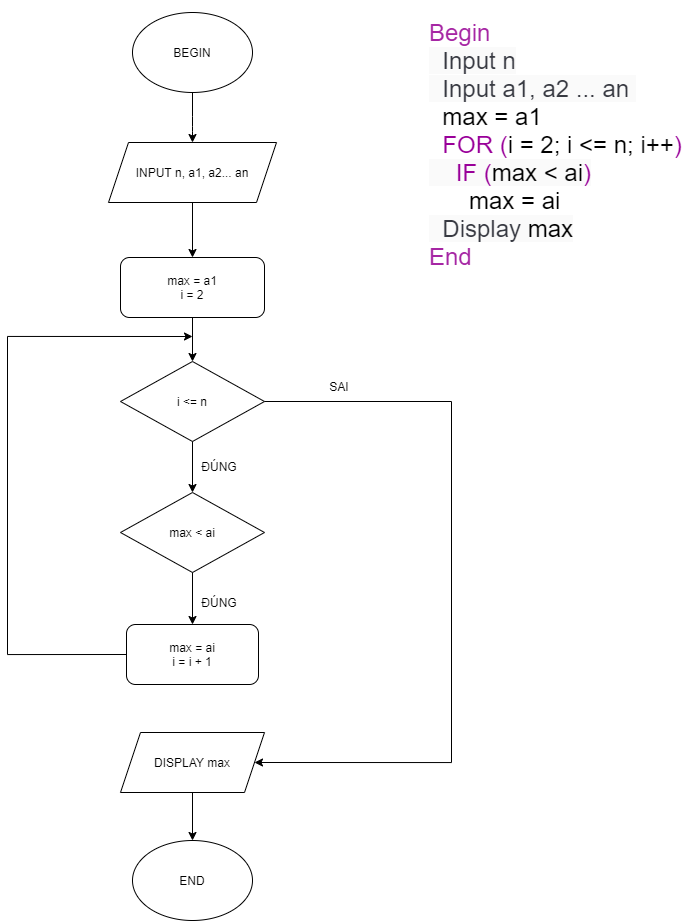 BEGIN
INPUT n, a1, a2... an
max = a1
i = 2
i <= n
SAI
ĐÚNG
max < ai
ĐÚNG
max = ai
i = i + 1
DISPLAY max
END
Begin
Input n
Input a1, a2 ... an
max = a1
FOR (i = 2; i <= n; i++)
IF (max < ai)
max = ai
Display max
End